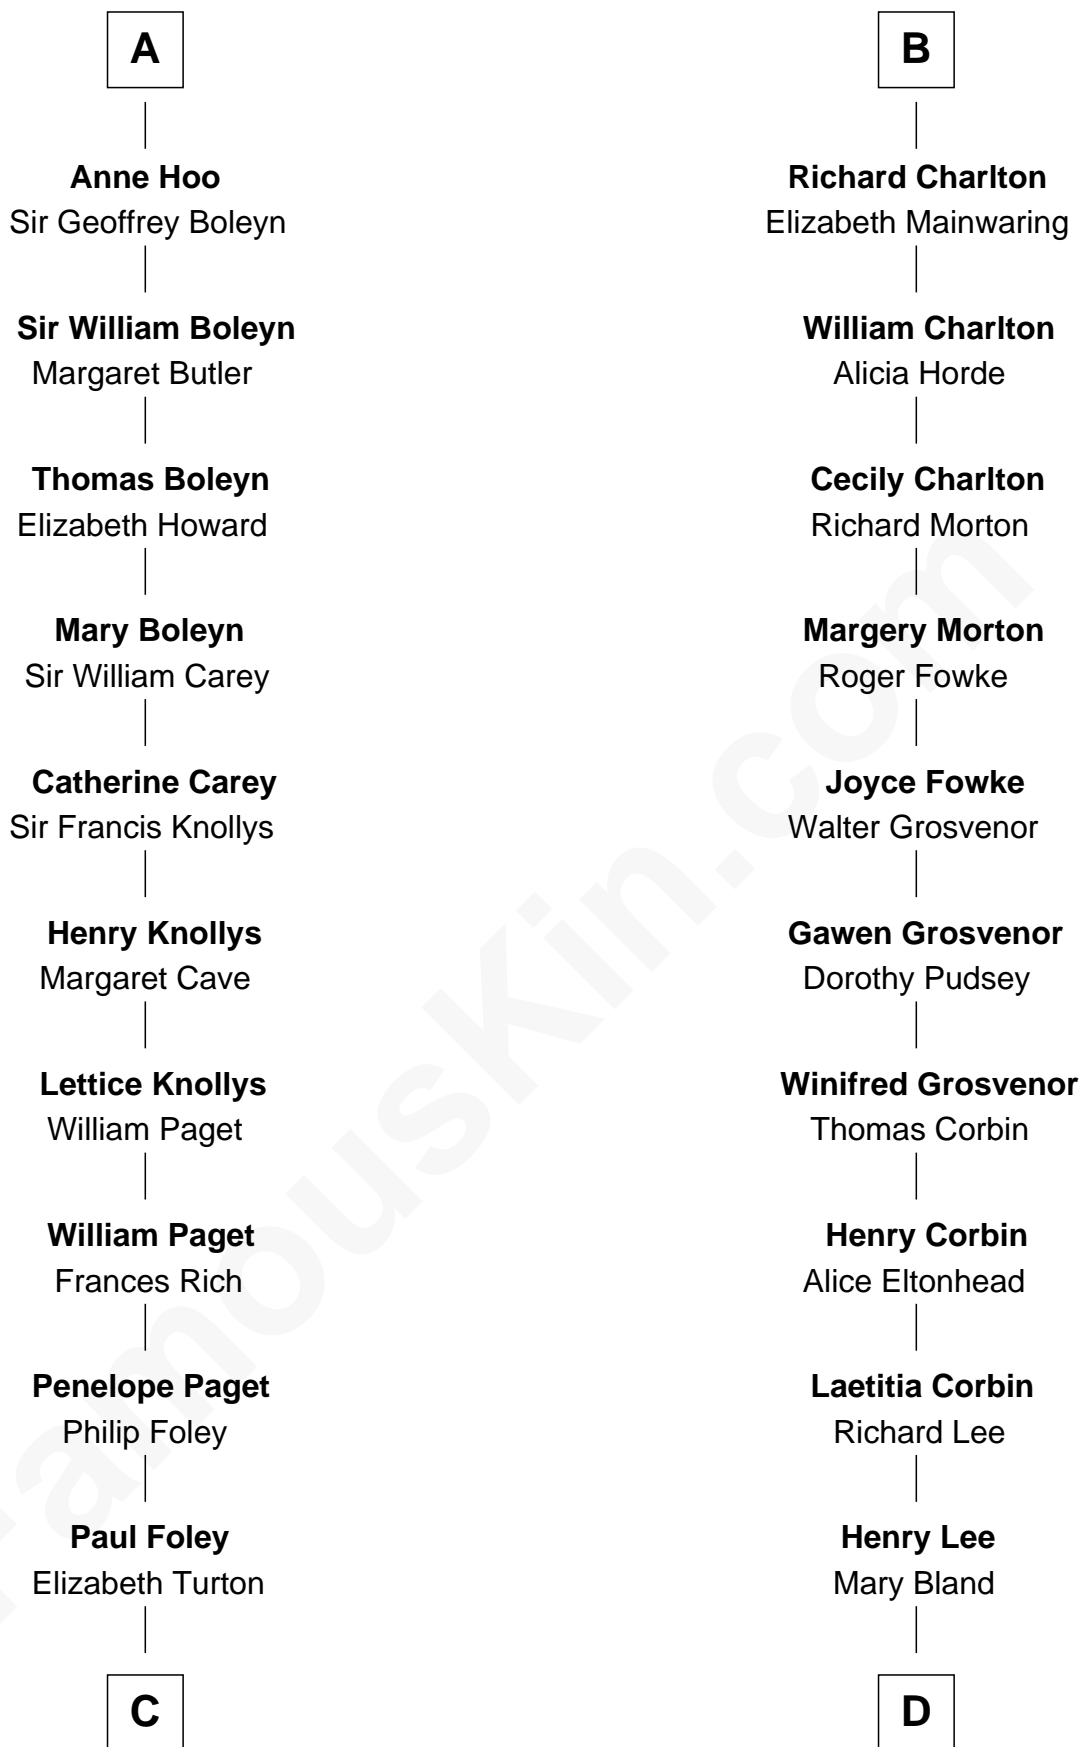 A
Anne Hoo
Sir Geoffrey Boleyn
Sir William Boleyn
Margaret Butler
Thomas Boleyn
Elizabeth Howard
Mary Boleyn
Sir William Carey
Catherine Carey
Sir Francis Knollys
Henry Knollys
Margaret Cave
Lettice Knollys
William Paget
William Paget
Frances Rich
Penelope Paget
Philip Foley
Paul Foley
Elizabeth Turton
C
B
Richard Charlton
Elizabeth Mainwaring
William Charlton
Alicia Horde
Cecily Charlton
Richard Morton
Margery Morton
Roger Fowke
Joyce Fowke
Walter Grosvenor
Gawen Grosvenor
Dorothy Pudsey
Winifred Grosvenor
Thomas Corbin
Henry Corbin
Alice Eltonhead
Laetitia Corbin
Richard Lee
Henry Lee
Mary Bland
D
FamousKin.com